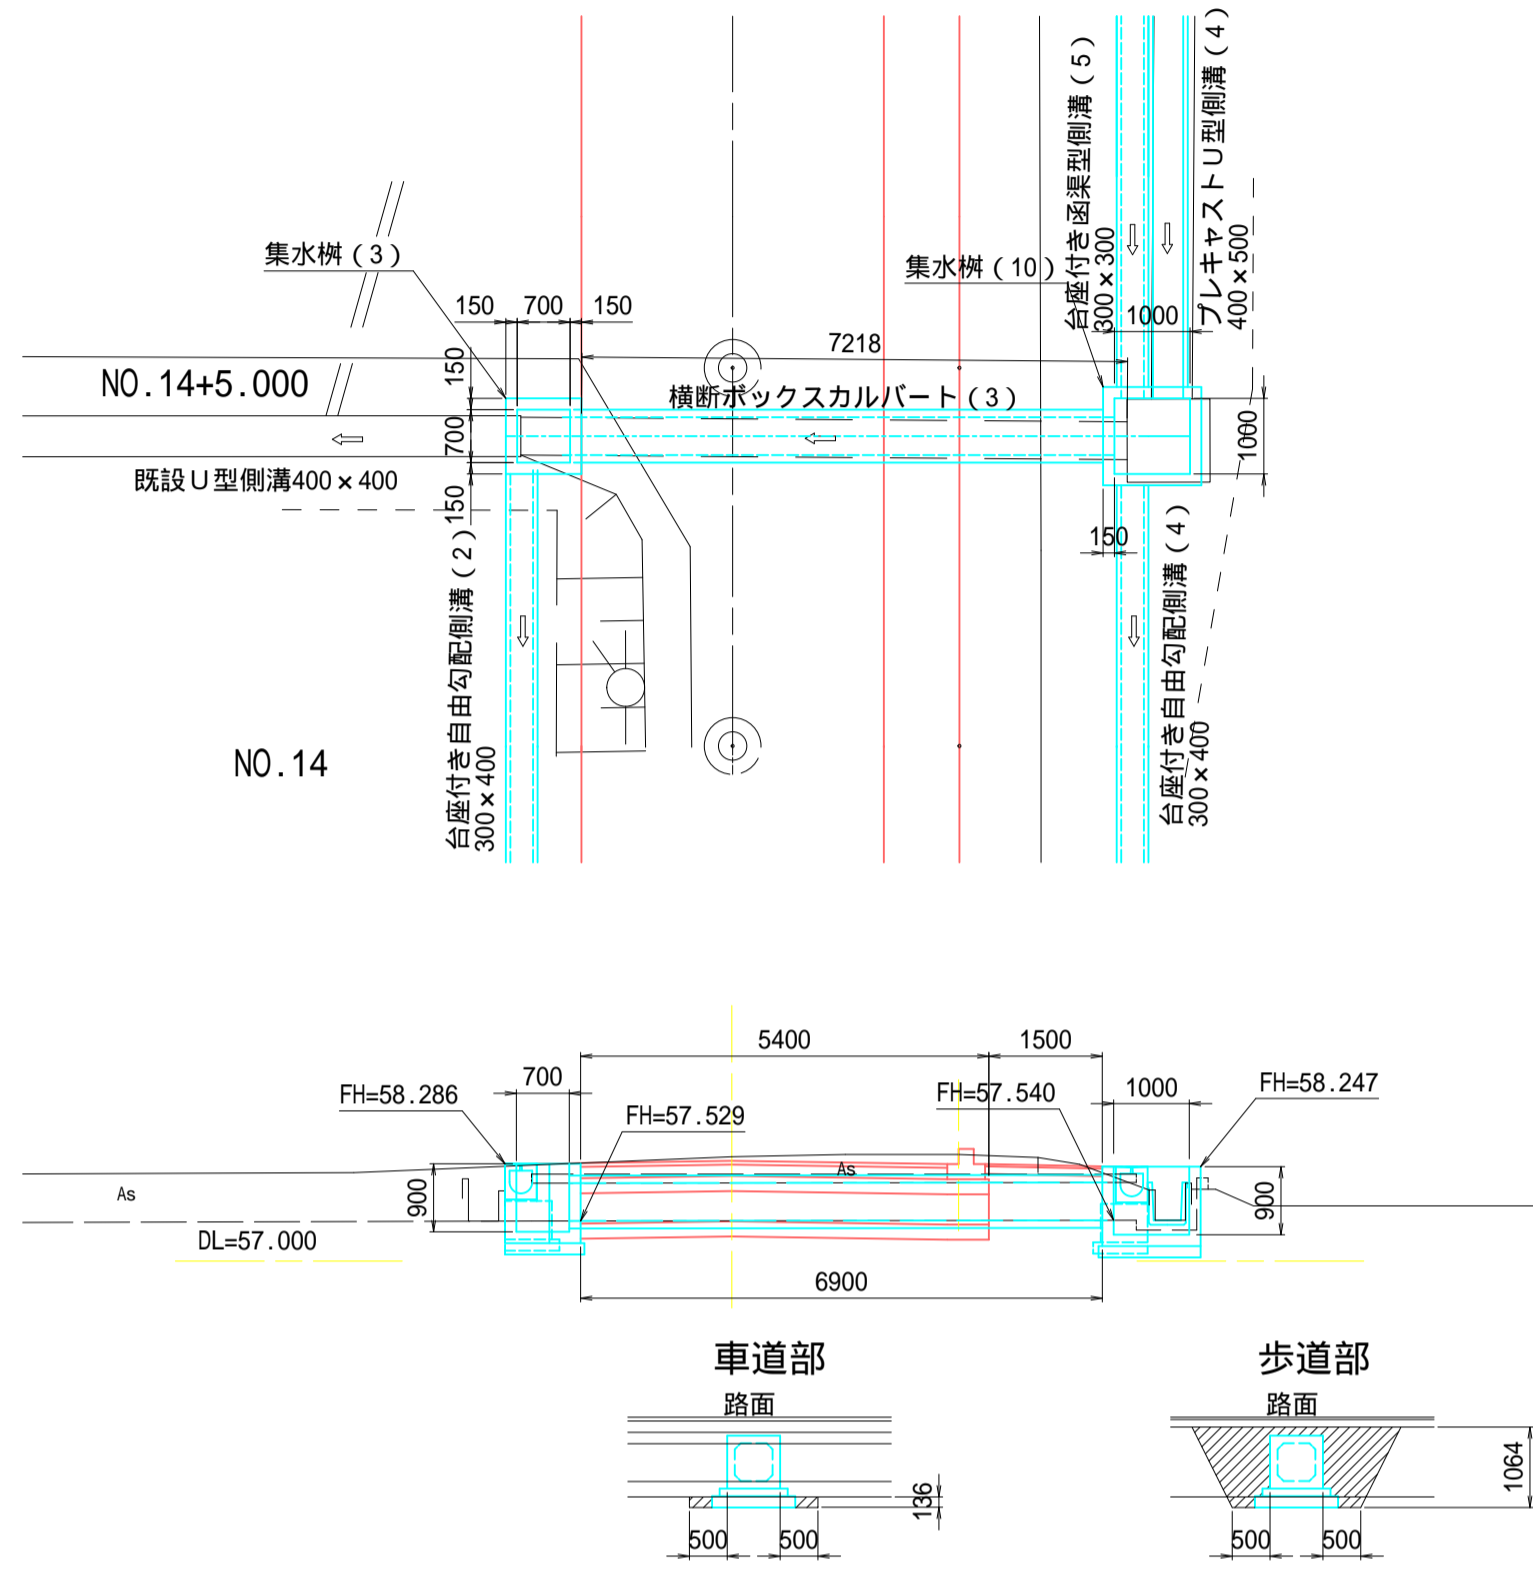 台座付き函渠型側溝（5）
300×300
プレキャストU型側溝（4）
400×500
集水桝（3）
集水桝（10）
150 700 150
1000
7218
150
NO.14+5.000
横断ボックスカルバート（3）
700
1000
既設U型側溝400×400
150
150
台座付き自由勾配側溝（2）
300×400
台座付き自由勾配側溝（4）
300×400
NO.14
5400
1500
700
1000
FH=58.286
FH=57.529
FH=57.540
FH=58.247
As
As
900
900
DL=57.000
6900
車道部
歩道部
路面
路面
136
1064
500 500
500 500